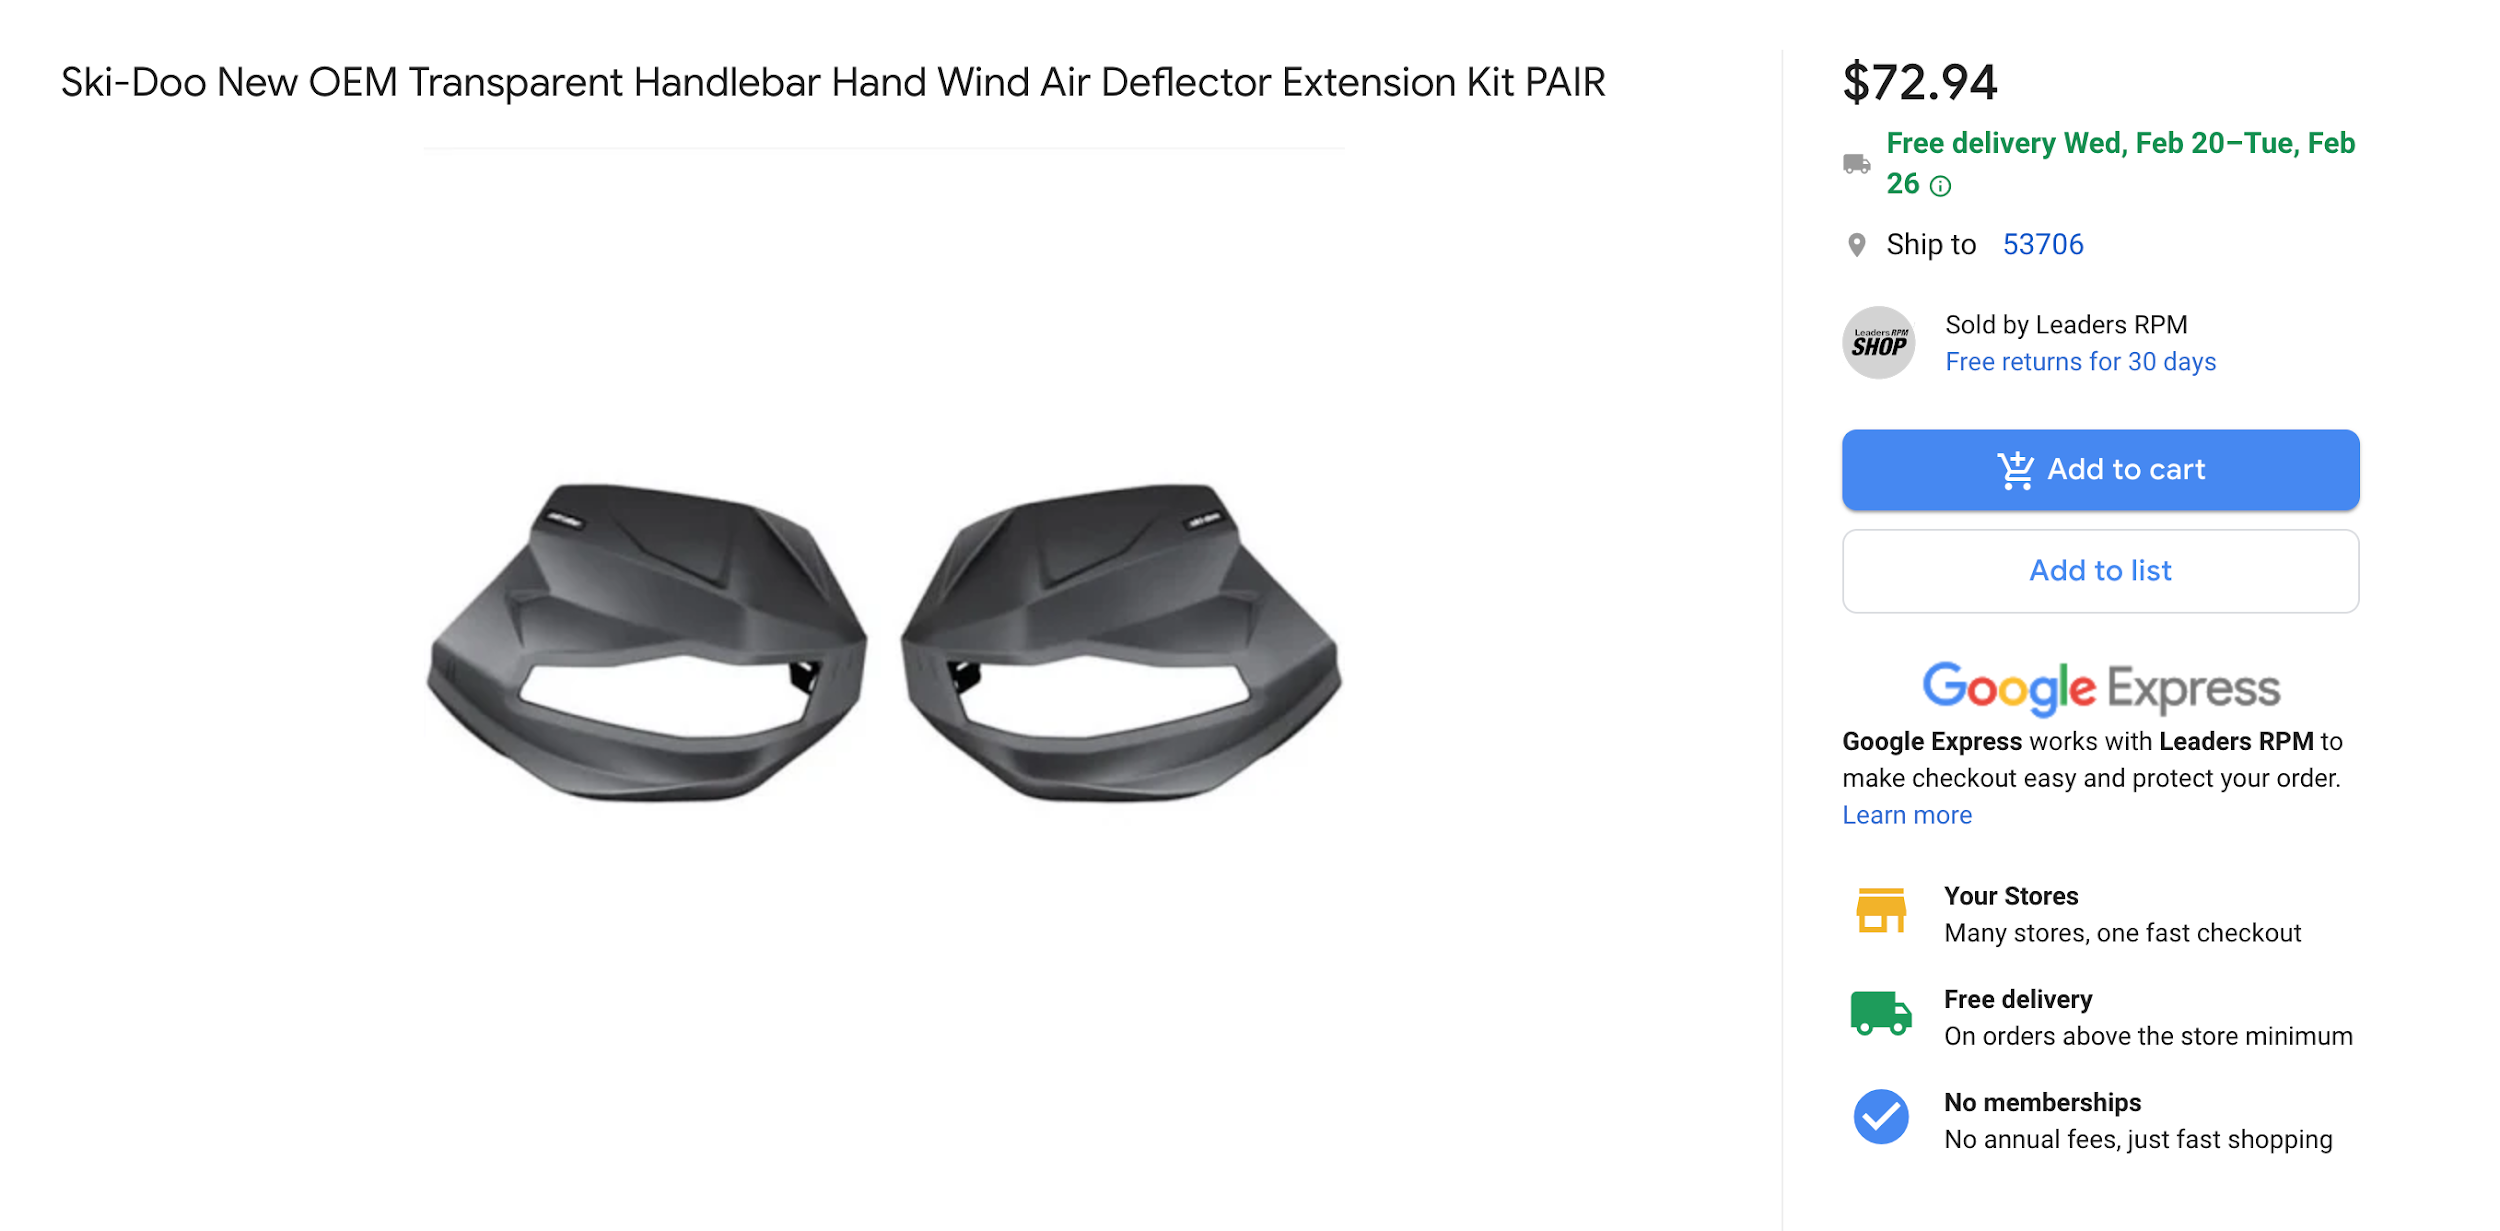 Ski-Doo New OEM Transparent Handlebar Hand Wind Air Deflector Extension Kit PAIR
$72.94
Free delivery Wed, Feb 20–Tue, Feb
26
Ship to 53706
Leaders RPM
SHOP
Sold by Leaders RPM
Free returns for 30 days
Add to cart
Add to list
Google Express
Google Express works with Leaders RPM to
make checkout easy and protect your order.
Learn more
Your Stores
Many stores, one fast checkout
Free delivery
On orders above the store minimum
No memberships
No annual fees, just fast shopping